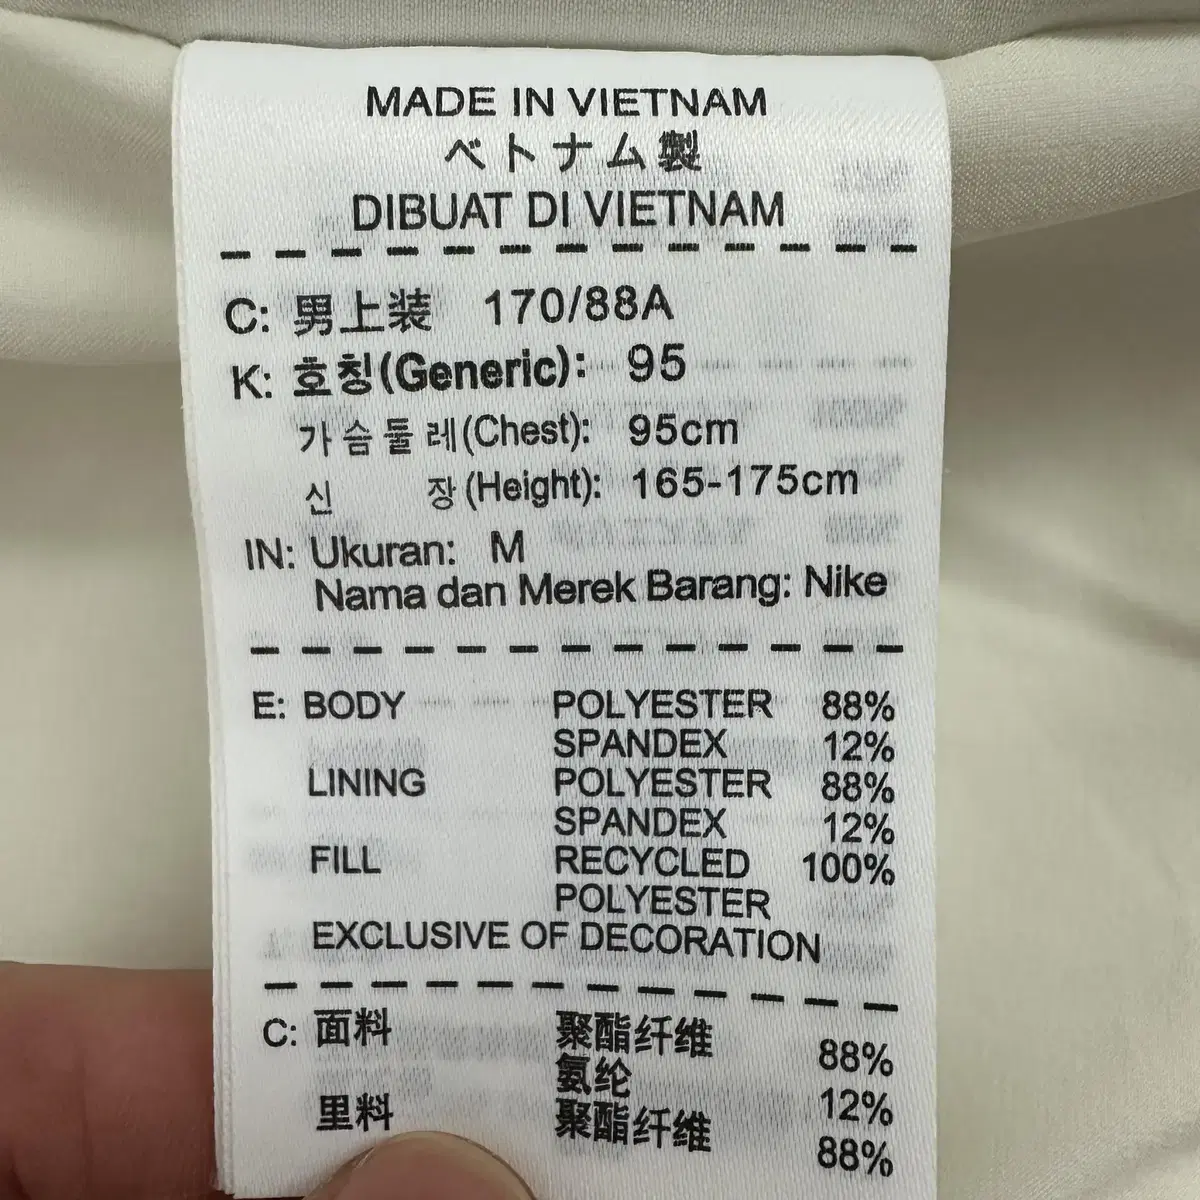 MADE IN VIETNAM
ベトナム製
DIBUAT DI VIETNAM
C: 男上装 170/88A
K: 호칭(Generic): 95
가슴둘레(Chest): 95cm
신 장(Height): 165-175cm
IN: Ukuran: M
Nama dan Merek Barang: Nike
E: BODY POLYESTER 88%
SPANDEX 12%
LINING POLYESTER 88%
SPANDEX 12%
FILL RECYCLED 100%
POLYESTER
EXCLUSIVE OF DECORATION
C: 面料 聚酯纤维 88%
氨纶 12%
里料 聚酯纤维 88%